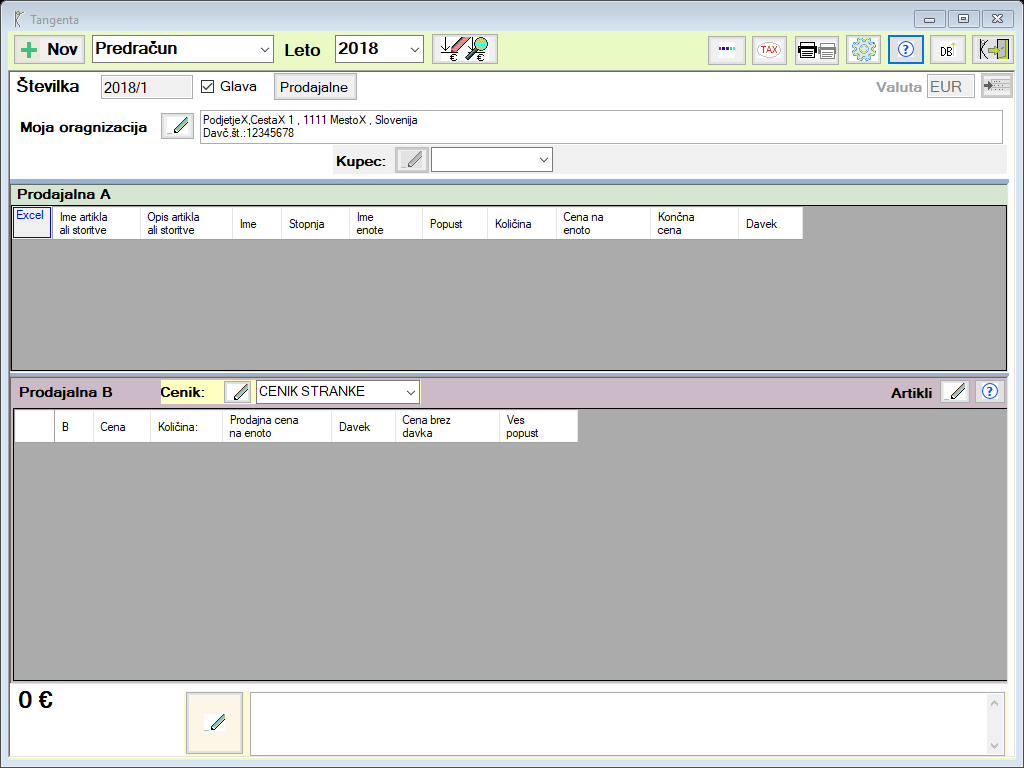 Tangenta
Nov Predračun Leto 2018 TAX DB
Številka 2018/1 Glava Prodajalne Valuta EUR
Moja oragnizacija PodjetjeX,CestaX 1 , 1111 MestoX , Slovenija
Davč.št.:12345678
Kupec:
Prodajalna A
Excel Ime artikla Opis artikla Ime Stopnja Ime Popust Količina Cena na Končna Davek
ali storitve ali storitve enote enoto cena
Prodajalna B Cenik: CENIK STRANKE Artikli
B Cena Količina: Prodajna cena Davek Cena brez Ves
na enoto davka popust
0 €